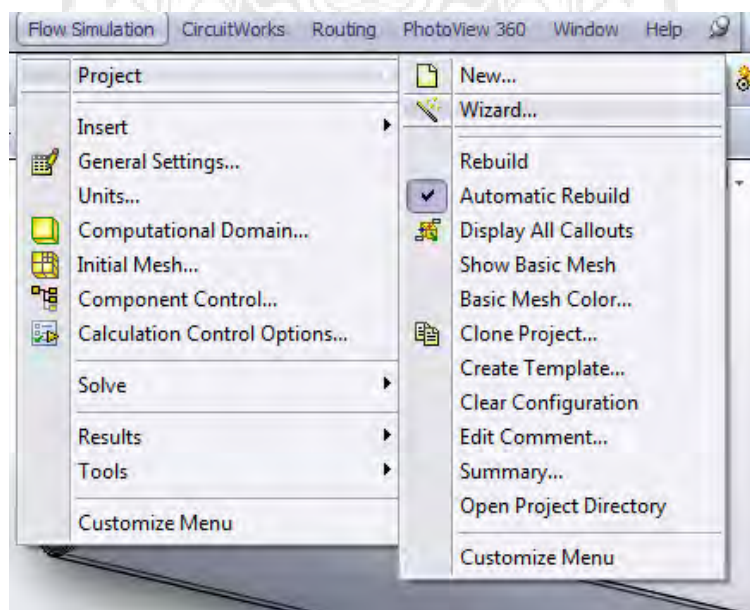 Flow Simulation CircuitWorks Routing PhotoView 360 Window Help
Project
Insert
General Settings...
Units...
Computational Domain...
Initial Mesh...
Component Control...
Calculation Control Options...
Solve
Results
Tools
Customize Menu
New...
Wizard...
Rebuild
Automatic Rebuild
Display All Callouts
Show Basic Mesh
Basic Mesh Color...
Clone Project...
Create Template...
Clear Configuration
Edit Comment...
Summary...
Open Project Directory
Customize Menu